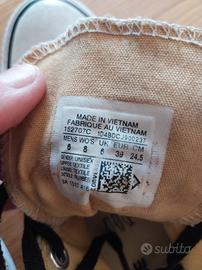 MADE IN VIETNAM
FABRIQUE AU VIETNAM
152707C 104BDCJ900227
MENS WO'S UK EUR CM
6 8 6 39 24.5
GENDER: UNISEX
subito